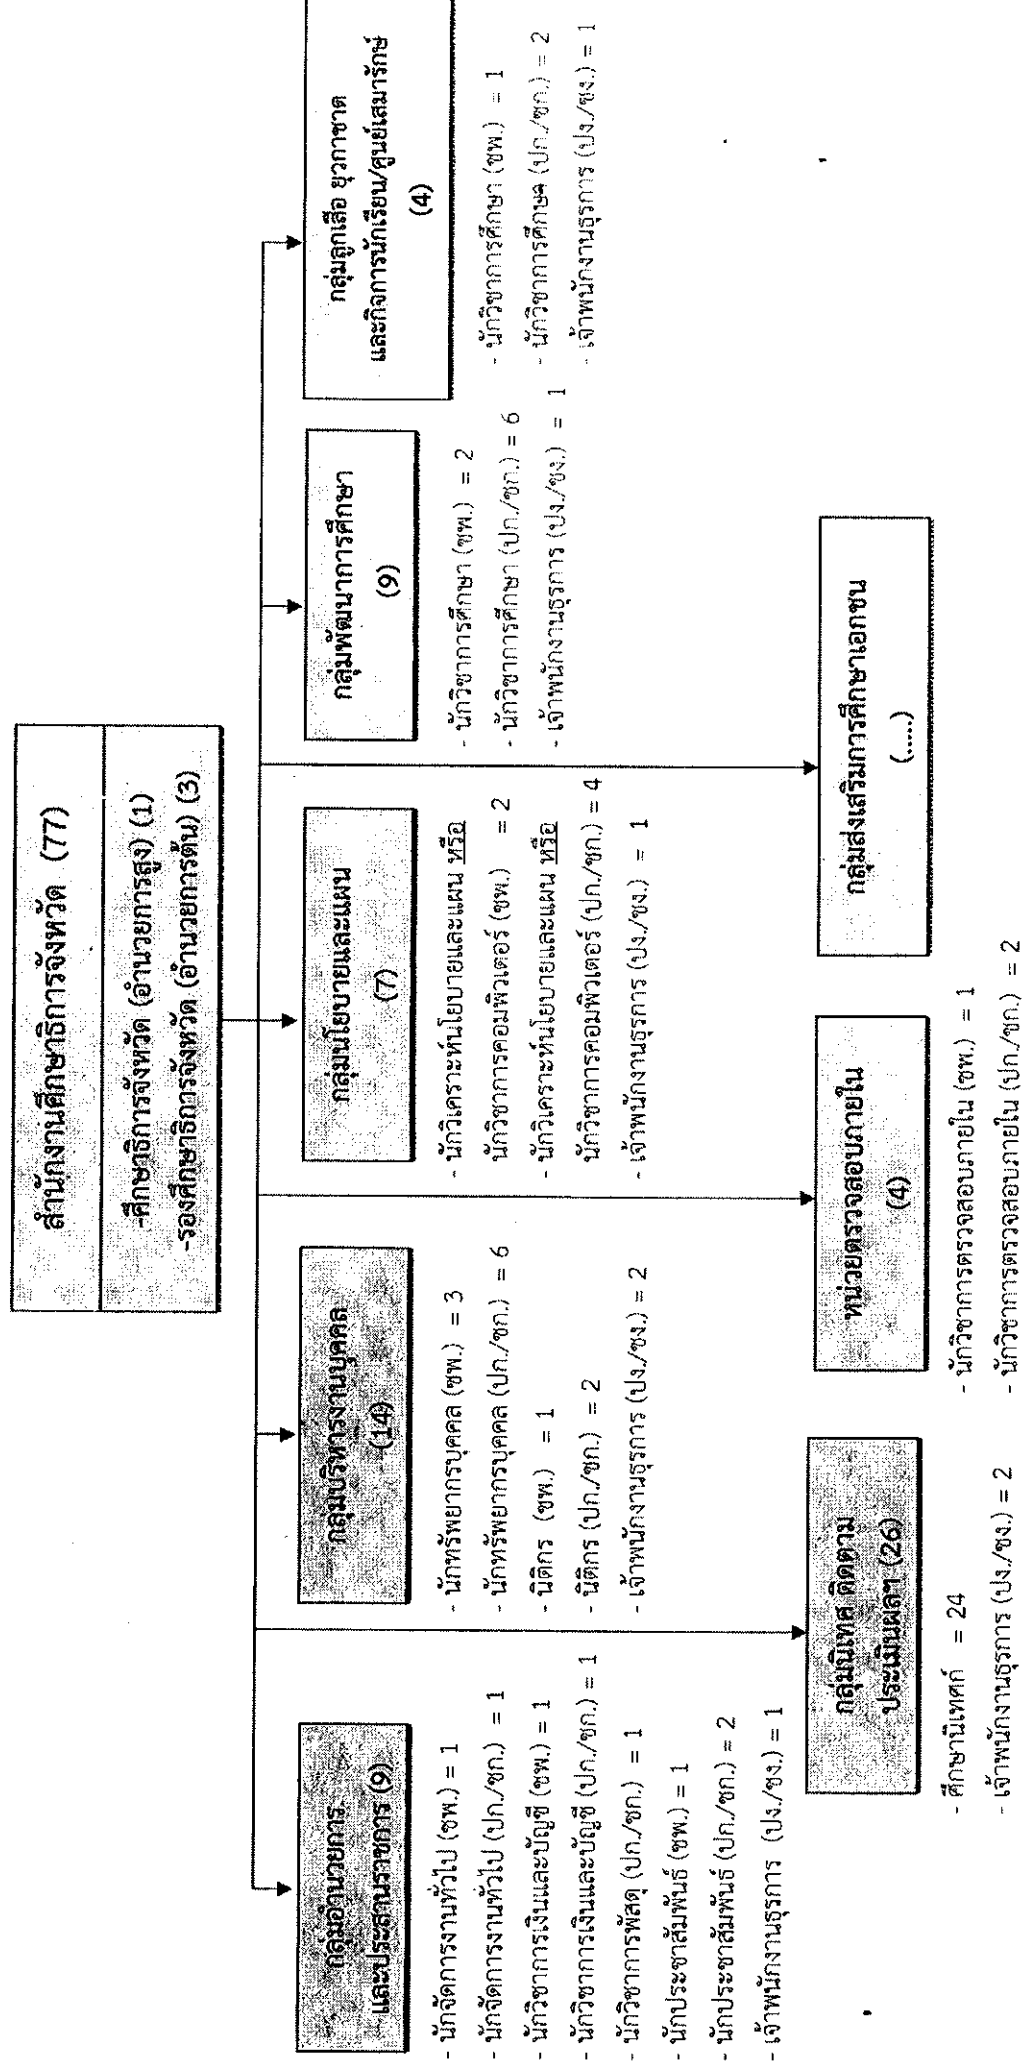 สำนักงานศึกษาธิการจังหวัด (77)
-ศึกษาธิการจังหวัด (อำนวยการสูง) (1)
-รองศึกษาธิการจังหวัด (อำนวยการต้น) (3)
กลุ่มอำนวยการ
และประสานราชการ (9)
- นักจัดการงานทั่วไป (ชพ.) = 1
- นักจัดการงานทั่วไป (ปก./ชก.) = 1
- นักวิชาการเงินและบัญชี (ชพ.) = 1
- นักวิชาการเงินและบัญชี (ปก./ชก.) = 1
- นักวิชาการพัสดุ (ปก./ชก.) = 1
- นักประชาสัมพันธ์ (ชพ.) = 1
- นักประชาสัมพันธ์ (ปก./ชก.) = 2
- เจ้าพนักงานธุรการ (ปง./ชง.) = 1
กลุ่มบริหารงานบุคคล
(14)
- นักทรัพยากรบุคคล (ชพ.) = 3
- นักทรัพยากรบุคคล (ปก./ชก.) = 6
- นิติกร (ชพ.) = 1
- นิติกร (ปก./ชก.) = 2
- เจ้าพนักงานธุรการ (ปง./ชง.) = 2
กลุ่มนโยบายและแผน
(7)
- นักวิเคราะห์นโยบายและแผน หรือ
นักวิชาการคอมพิวเตอร์ (ชพ.) = 2
- นักวิเคราะห์นโยบายและแผน หรือ
นักวิชาการคอมพิวเตอร์ (ปก./ชก.) = 4
- เจ้าพนักงานธุรการ (ปง./ชง.) = 1
กลุ่มพัฒนาการศึกษา
(9)
- นักวิชาการศึกษา (ชพ.) = 2
- นักวิชาการศึกษา (ปก./ชก.) = 6
- เจ้าพนักงานธุรการ (ปง./ชง.) = 1
กลุ่มลูกเสือ ยุวกาชาด
และกิจการนักเรียน/ศูนย์เสมารักษ์
(4)
- นักวิชาการศึกษา (ชพ.) = 1
- นักวิชาการศึกษา (ปก./ชก.) = 2
- เจ้าพนักงานธุรการ (ปง./ชง.) = 1
กลุ่มนิเทศ ติดตาม
ประเมินผลฯ (26)
- ศึกษานิเทศก์ = 24
- เจ้าพนักงานธุรการ (ปง./ชง.) = 2
หน่วยตรวจสอบภายใน
(4)
- นักวิชาการตรวจสอบภายใน (ชพ.) = 1
- นักวิชาการตรวจสอบภายใน (ปก./ชก.) = 2
กลุ่มส่งเสริมการศึกษาเอกชน
(.....)